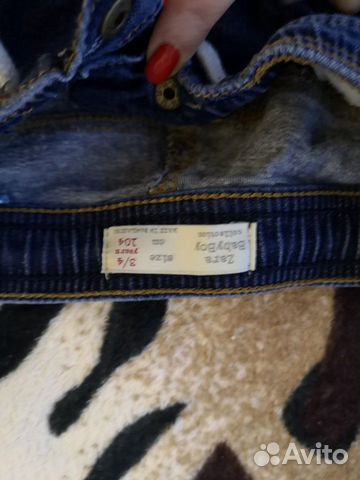 Zara
BabyBoy
collection
size
cm
3/4
years
104
MADE IN BANGLADESH
Avito